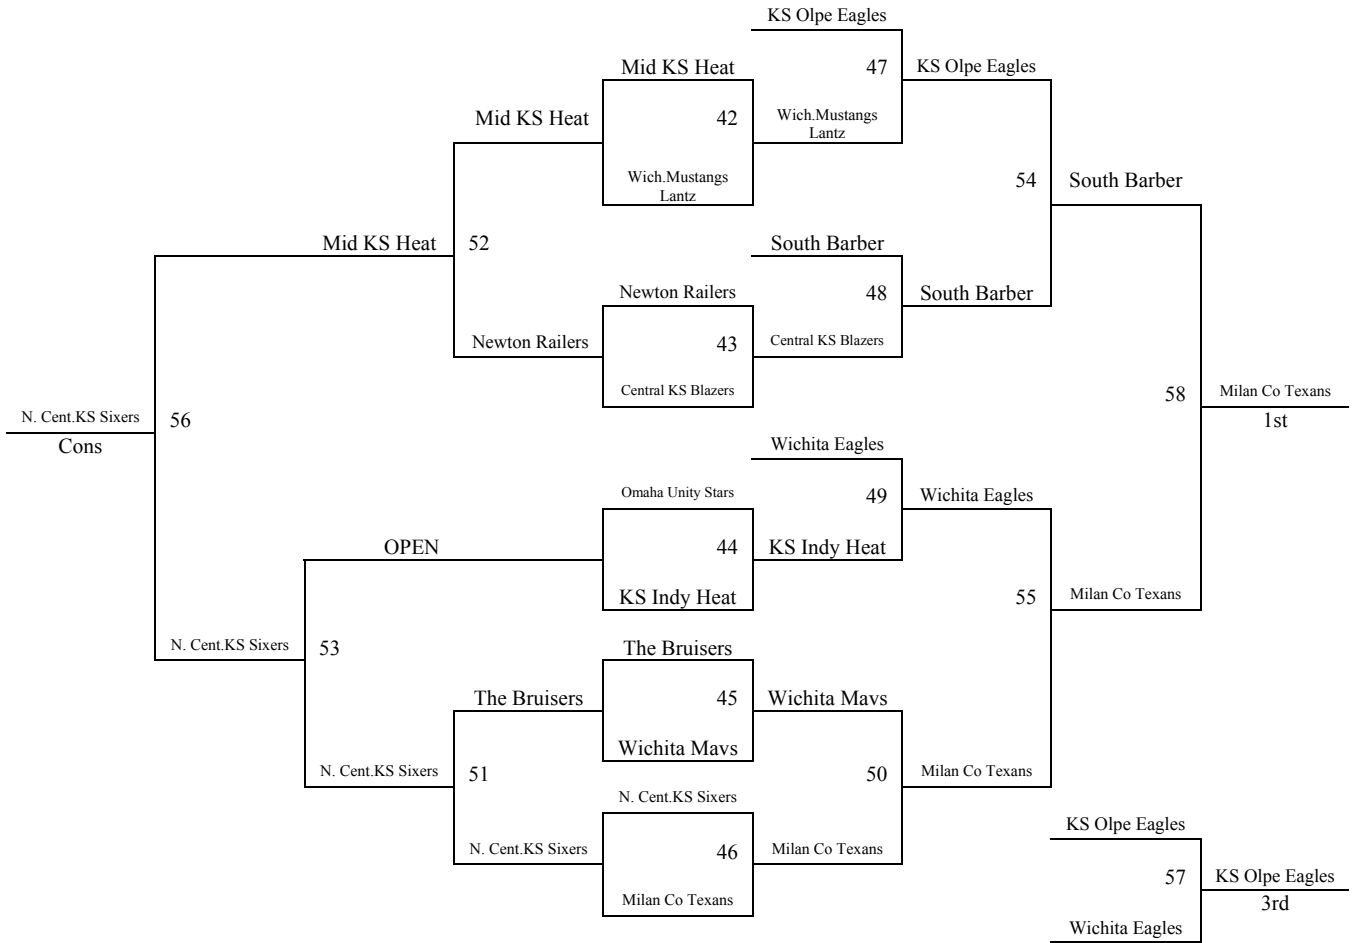 KS Olpe Eagles
Mid KS Heat
47
KS Olpe Eagles
Mid KS Heat
42
Wich.Mustangs
Lantz
Wich.Mustangs
Lantz
54
South Barber
Mid KS Heat
52
South Barber
Newton Railers
48
South Barber
Newton Railers
43
Central KS Blazers
Central KS Blazers
58
Milan Co Texans
1st
N. Cent.KS Sixers
56
Cons
Wichita Eagles
Omaha Unity Stars
49
Wichita Eagles
OPEN
44
KS Indy Heat
KS Indy Heat
55
Milan Co Texans
N. Cent.KS Sixers
53
The Bruisers
The Bruisers
45
Wichita Mavs
Wichita Mavs
N. Cent.KS Sixers
51
50
Milan Co Texans
N. Cent.KS Sixers
N. Cent.KS Sixers
46
Milan Co Texans
Milan Co Texans
KS Olpe Eagles
57
KS Olpe Eagles
3rd
Wichita Eagles